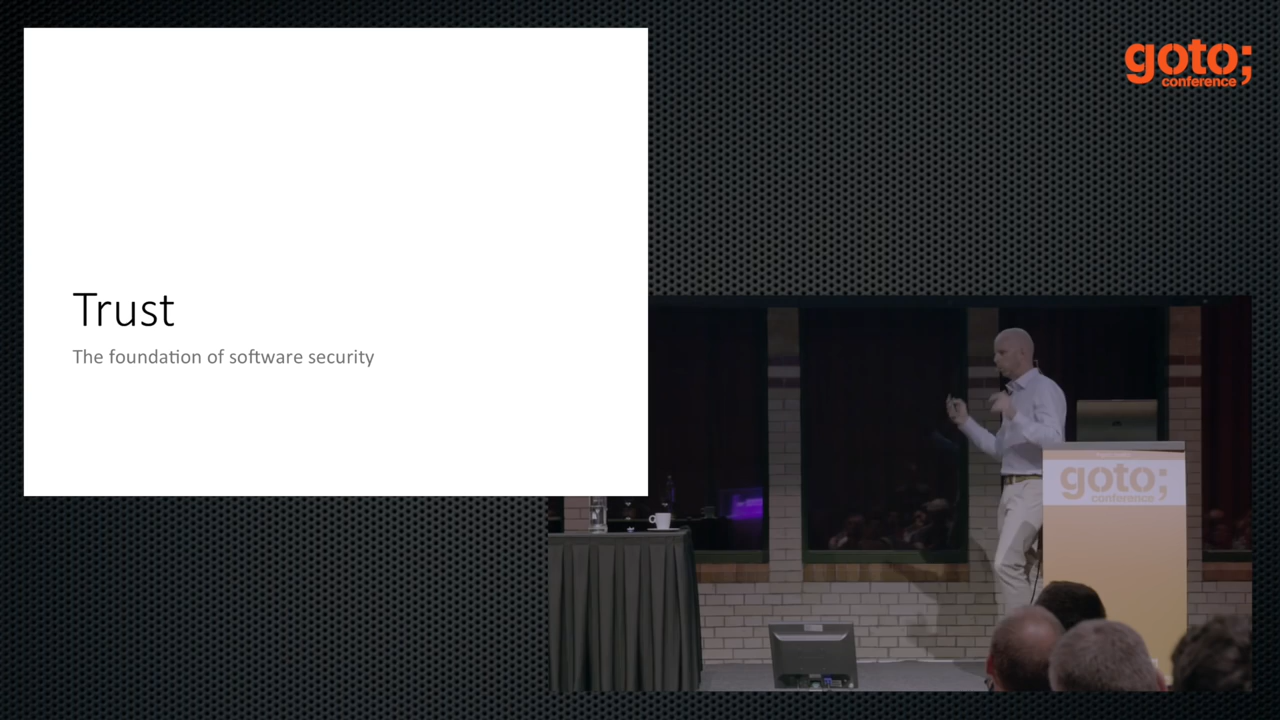 Trust
The foundation of software security
goto;
conference
goto;
conference